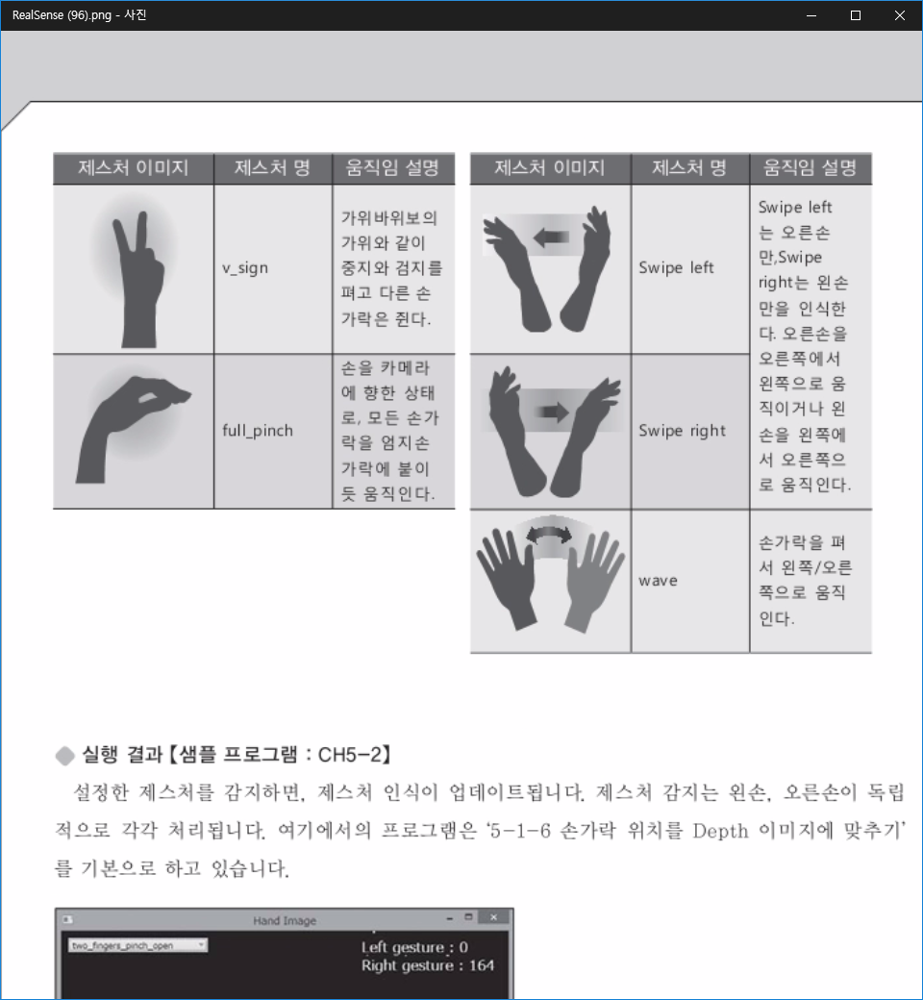 RealSense (96).png - 사진
제스처 이미지
제스처 명
움직임 설명
v_sign
가위바위보의
가위와 같이
중지와 검지를
펴고 다른 손
가락은 쥔다.
full_pinch
손을 카메라
에 향한 상태
로, 모든 손가
락을 엄지손
가락에 붙이
듯 움직인다.
제스처 이미지
제스처 명
움직임 설명
Swipe left
Swipe left
는 오른손
만,Swipe
right는 왼손
만을 인식한
다. 오른손을
오른쪽에서
왼쪽으로 움
직이거나 왼
손을 왼쪽에
서 오른쪽으
로 움직인다.
Swipe right
wave
손가락을 펴
서 왼쪽/오른
쪽으로 움직
인다.
실행 결과【샘플 프로그램 : CH5-2】
설정한 제스처를 감지하면, 제스처 인식이 업데이트됩니다. 제스처 감지는 왼손, 오른손이 독립
적으로 각각 처리됩니다. 여기에서의 프로그램은 ‘5-1-6 손가락 위치를 Depth 이미지에 맞추기’
를 기본으로 하고 있습니다.
Hand Image
two_fingers_pinch_open
Left gesture : 0
Right gesture : 164